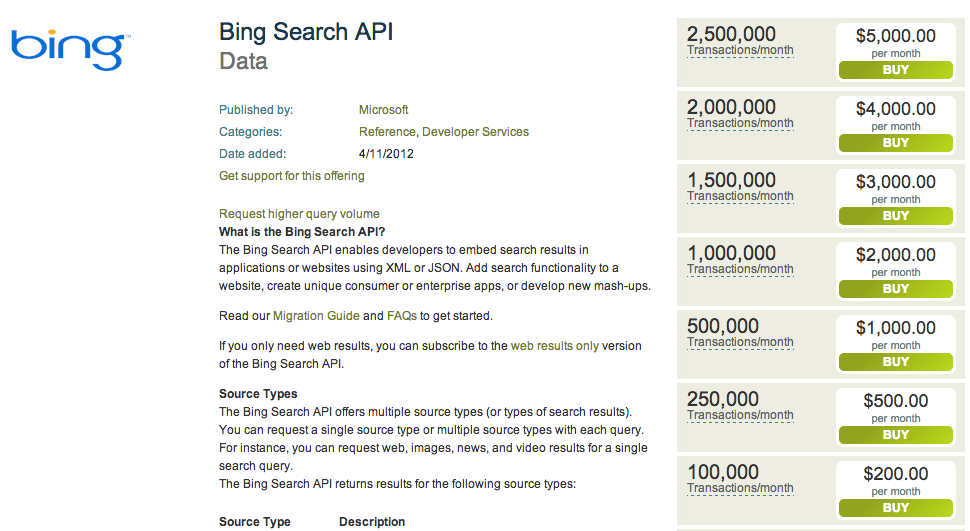 bing™
Bing Search API
Data
Published by: Microsoft
Categories: Reference, Developer Services
Date added: 4/11/2012
Get support for this offering
Request higher query volume
What is the Bing Search API?
The Bing Search API enables developers to embed search results in
applications or websites using XML or JSON. Add search functionality to a
website, create unique consumer or enterprise apps, or develop new mash-ups.
Read our Migration Guide and FAQs to get started.
If you only need web results, you can subscribe to the web results only version
of the Bing Search API.
Source Types
The Bing Search API offers multiple source types (or types of search results).
You can request a single source type or multiple source types with each query.
For instance, you can request web, images, news, and video results for a single
search query.
The Bing Search API returns results for the following source types:
Source Type Description
2,500,000
Transactions/month
$5,000.00
per month
BUY
2,000,000
Transactions/month
$4,000.00
per month
BUY
1,500,000
Transactions/month
$3,000.00
per month
BUY
1,000,000
Transactions/month
$2,000.00
per month
BUY
500,000
Transactions/month
$1,000.00
per month
BUY
250,000
Transactions/month
$500.00
per month
BUY
100,000
Transactions/month
$200.00
per month
BUY